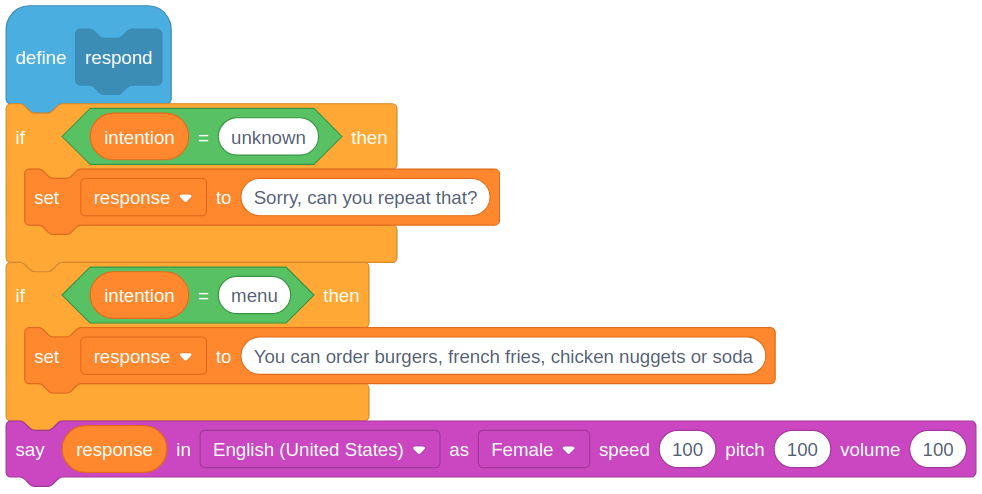 define respond
if intention = unknown then
set response to Sorry, can you repeat that?
if intention = menu then
set response to You can order burgers, french fries, chicken nuggets or soda
say response in English (United States) as Female speed 100 pitch 100 volume 100